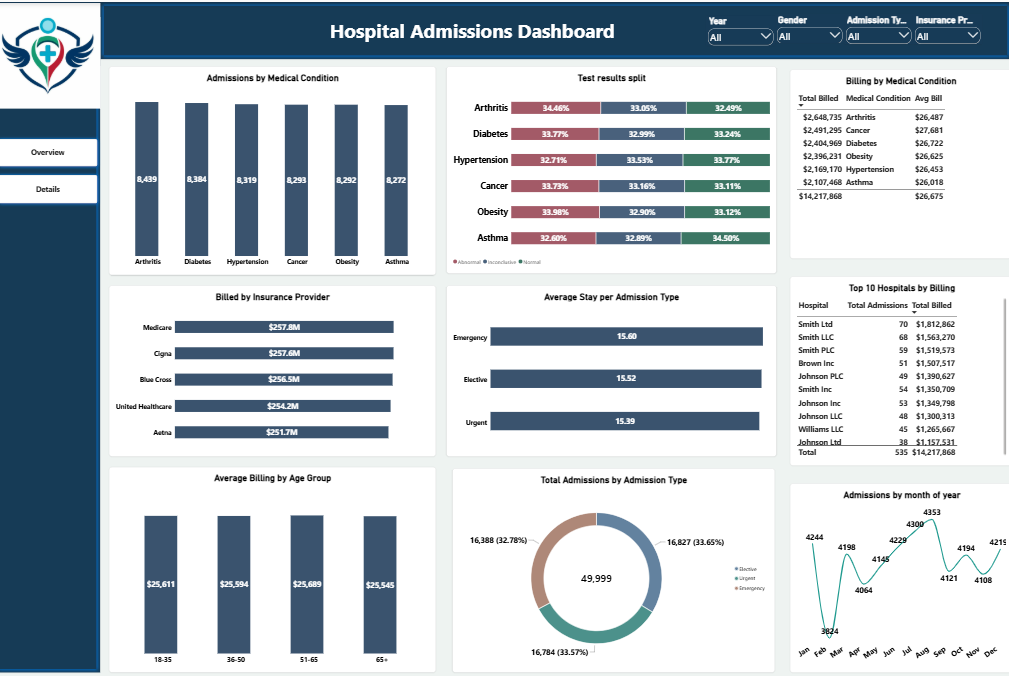 Hospital Admissions Dashboard
Year
All
Gender
All
Admission Ty...
All
Insurance Pr...
All
Overview
Details
Admissions by Medical Condition
8,439 8,384 8,319 8,293 8,292 8,272
Arthritis Diabetes Hypertension Cancer Obesity Asthma
Test results split
Arthritis 34.46% 33.05% 32.49%
Diabetes 33.77% 32.99% 33.24%
Hypertension 32.71% 33.53% 33.77%
Cancer 33.73% 33.16% 33.11%
Obesity 33.98% 32.90% 33.12%
Asthma 32.60% 32.89% 34.50%
Abnormal Inconclusive Normal
Billing by Medical Condition
Total Billed Medical Condition Avg Bill
$2,648,735 Arthritis $26,487
$2,491,295 Cancer $27,681
$2,404,969 Diabetes $26,722
$2,396,231 Obesity $26,625
$2,169,170 Hypertension $26,453
$2,107,468 Asthma $26,018
$14,217,868 $26,675
Billed by Insurance Provider
Medicare $257.8M
Cigna $257.6M
Blue Cross $256.5M
United Healthcare $254.2M
Aetna $251.7M
Average Stay per Admission Type
Emergency 15.60
Elective 15.52
Urgent 15.39
Top 10 Hospitals by Billing
Hospital Total Admissions Total Billed
Smith Ltd 70 $1,812,862
Smith LLC 68 $1,563,270
Smith PLC 59 $1,519,573
Brown Inc 51 $1,507,517
Johnson PLC 49 $1,390,627
Smith Inc 54 $1,350,709
Johnson Inc 53 $1,349,798
Johnson LLC 48 $1,300,313
Williams LLC 45 $1,265,667
Johnson Ltd 38 $1,157,531
Total 535 $14,217,868
Average Billing by Age Group
$25,611 $25,594 $25,689 $25,545
18-35 36-50 51-65 65+
Total Admissions by Admission Type
16,388 (32.78%)
16,827 (33.65%)
49,999
16,784 (33.57%)
Elective
Urgent
Emergency
Admissions by month of year
4244 3824 4198 4064 4145 4229 4300 4353 4121 4194 4108 4219
Jan Feb Mar Apr May Jun Jul Aug Sep Oct Nov Dec